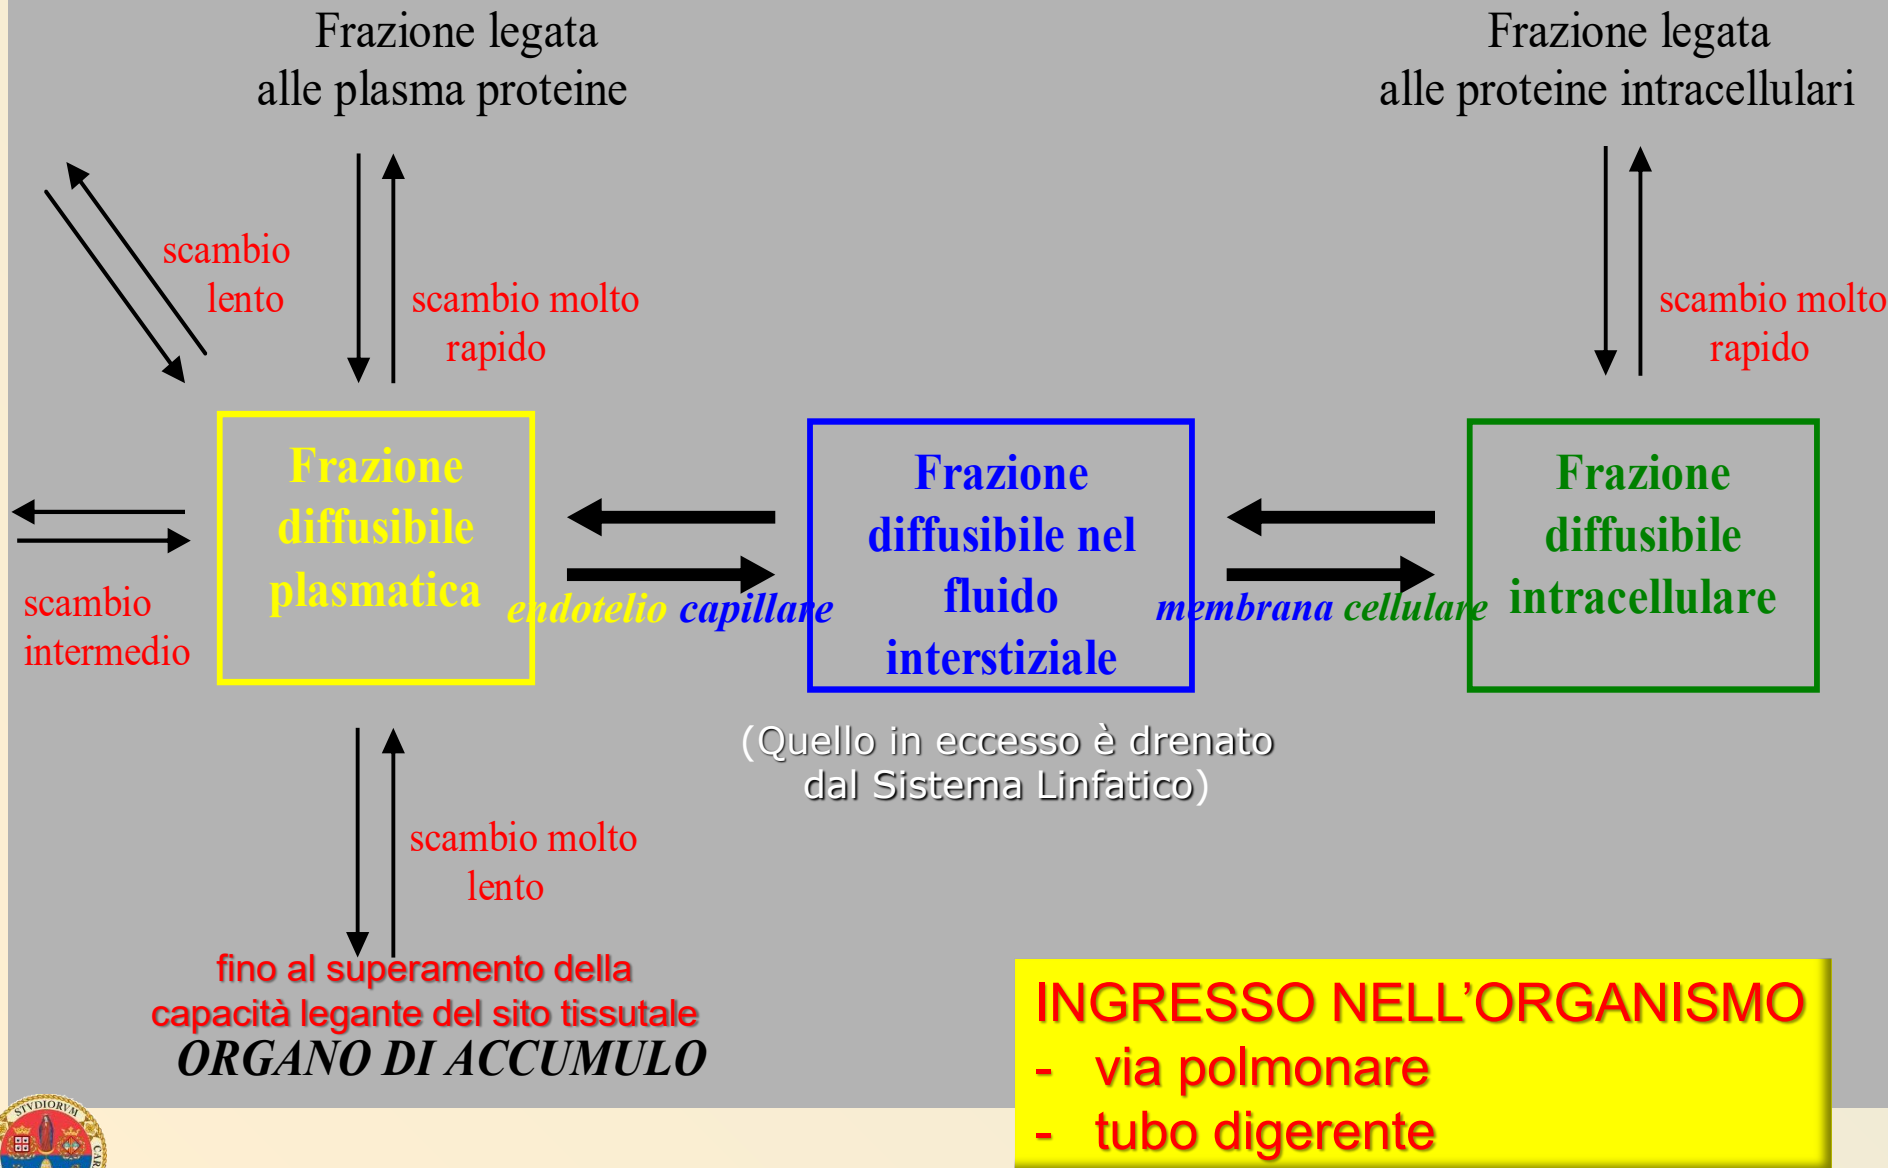 Frazione legata
alle plasma proteine
Frazione legata
alle proteine intracellulari
scambio
lento
scambio molto
rapido
scambio molto
rapido
Frazione
diffusibile
plasmatica
Frazione
diffusibile nel
fluido
interstiziale
Frazione
diffusibile
intracellulare
endotelio capillare
membrana cellulare
scambio
intermedio
(Quello in eccesso è drenato
dal Sistema Linfatico)
scambio molto
lento
fino al superamento della
capacità legante del sito tissutale
ORGANO DI ACCUMULO
INGRESSO NELL’ORGANISMO
- via polmonare
- tubo digerente
STVDIORVM